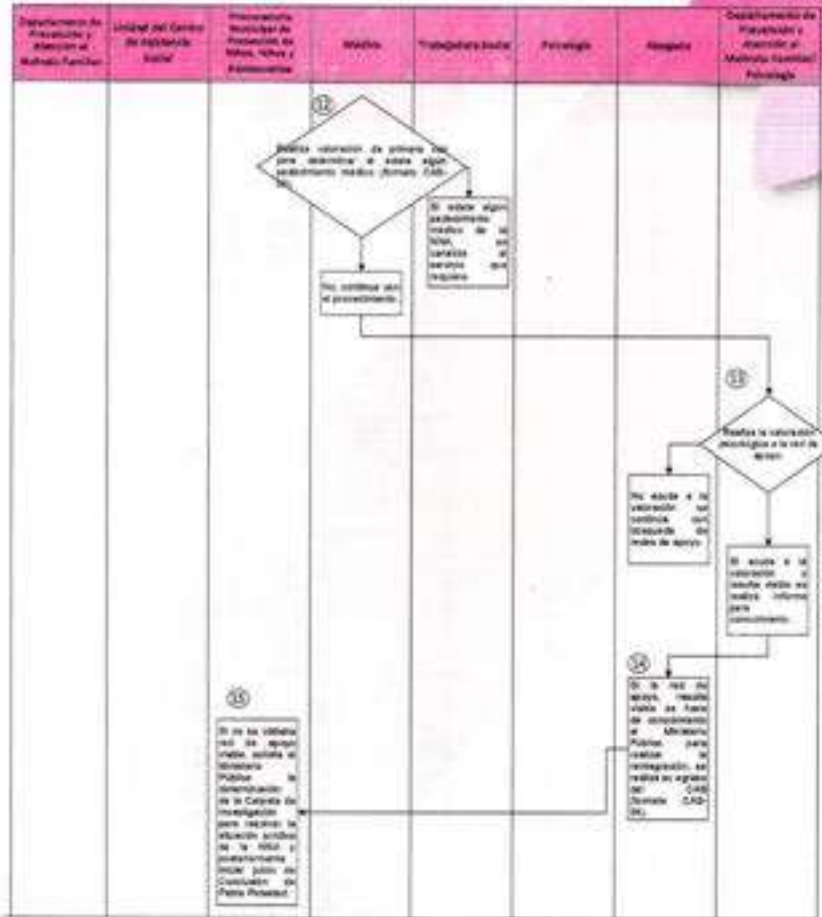 Departamento de
Prevención y
Atención al
Maltrato Familiar
Unidad del Centro
de Asistencia
Social
Procuraduría
Municipal de
Protección de
Niñas, Niños y
Adolescentes
Médico
Trabajadora Social
Psicología
Abogado
Departamento de
Prevención y
Atención al
Maltrato Familiar/
Psicología
12
Realiza valoración de primera
para determinar si existe algún
padecimiento médico (formato CAS-
Si existe algún
padecimiento
médico de la
NNA, se
canaliza al
servicio que
requiera.
No, continua con
el procedimiento.
13
Realiza la valoración
psicológica a la red de
apoyo
No acude a la
valoración se
continúa con
búsqueda de
redes de apoyo.
Si acude a la
valoración y
resulta viable se
realiza informe
para
conocimiento.
14
Si la red de
apoyo, resulta
viable se hace
de conocimiento
al Ministerio
Público para
realizar la
reintegración, se
realiza su egreso
del CAS
(formato CAS-
15
Si no se obtiene
red de apoyo
viable, solicita al
Ministerio
Público la
determinación
de la Carpeta de
Investigación
para resolver la
situación jurídica
de la NNA y
posteriormente
iniciar juicio de
Conclusión de
Patria Potestad.